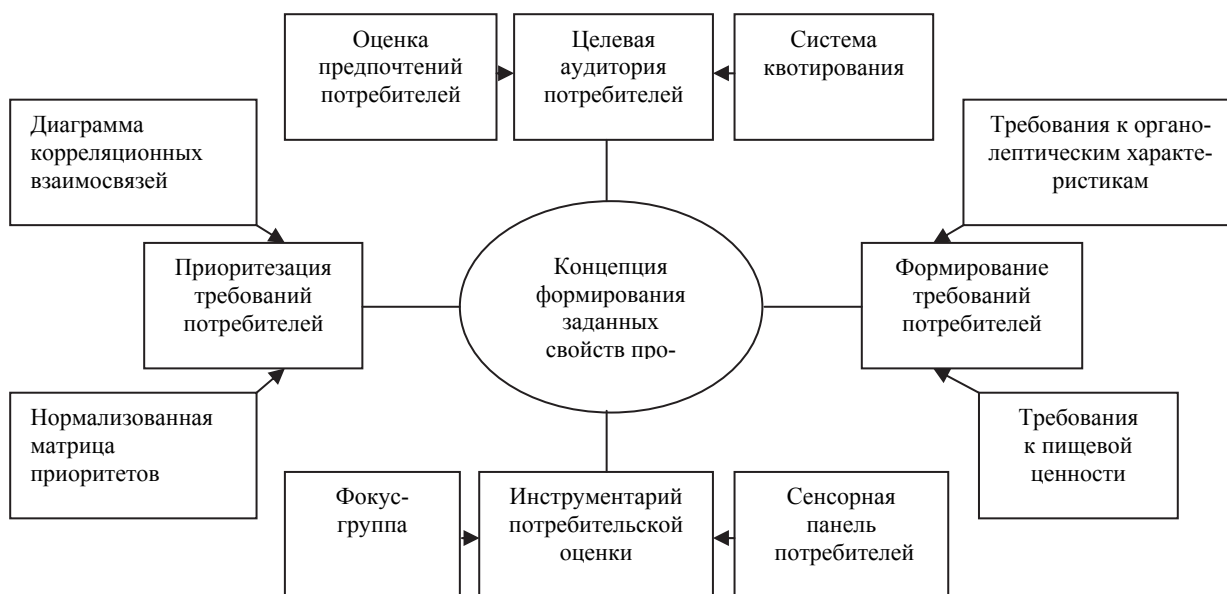 Оценка
предпочтений
потребителей
Целевая
аудитория
потребителей
Система
квотирования
Диаграмма
корреляционных
взаимосвязей
Требования к органо-
лептическим характе-
ристикам
Приоритезация
требований
потребителей
Концепция
формирования
заданных
свойств про-
Формирование
требований
потребителей
Нормализованная
матрица
приоритетов
Требования
к пищевой
ценности
Фокус-
группа
Инструментарий
потребительской
оценки
Сенсорная
панель
потребителей